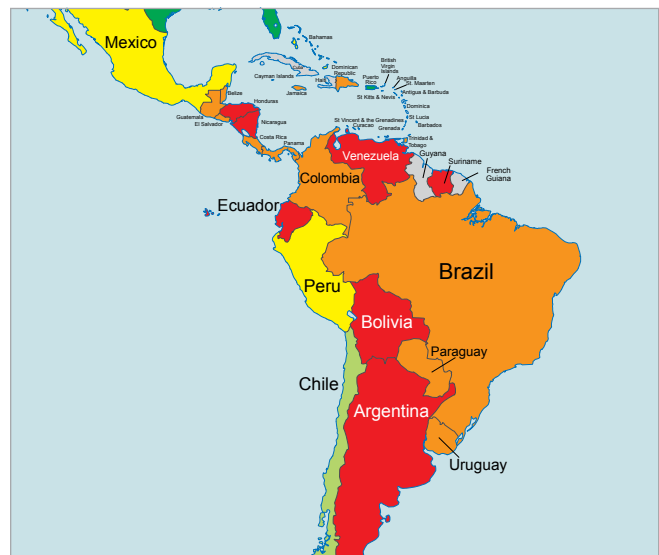 Mexico
Bahamas
Cuba
Cayman Islands
Haiti
Dominican
Republic
Jamaica
Puerto
Rico
British
Virgin
Islands
Anguilla
St. Maarten
Antigua & Barbuda
St Kitts & Nevis
Dominica
St Lucia
Barbados
St Vincent & the Grenadines
Curacao
Grenada
Trinidad &
Tobago
Belize
Honduras
Guatemala
El Salvador
Nicaragua
Costa Rica
Panama
Venezuela
Guyana
Suriname
French
Guiana
Colombia
Ecuador
Peru
Brazil
Bolivia
Paraguay
Chile
Argentina
Uruguay